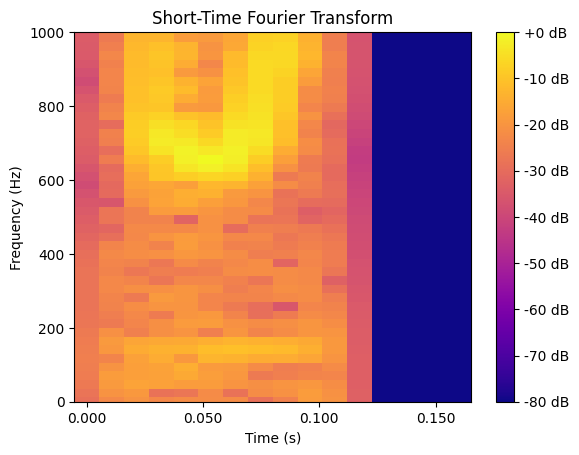 Short-Time Fourier Transform
Frequency (Hz)
1000
800
600
400
200
0
0.000
0.050
0.100
0.150
Time (s)
+0 dB
-10 dB
-20 dB
-30 dB
-40 dB
-50 dB
-60 dB
-70 dB
-80 dB